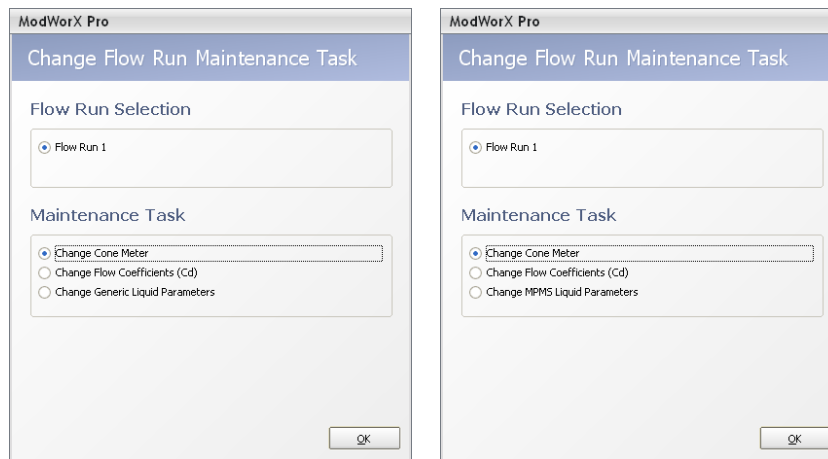 ModWorX Pro
Change Flow Run Maintenance Task
Flow Run Selection
Flow Run 1
Maintenance Task
Change Cone Meter
Change Flow Coefficients (Cd)
Change Generic Liquid Parameters
OK
ModWorX Pro
Change Flow Run Maintenance Task
Flow Run Selection
Flow Run 1
Maintenance Task
Change Cone Meter
Change Flow Coefficients (Cd)
Change MPMS Liquid Parameters
OK